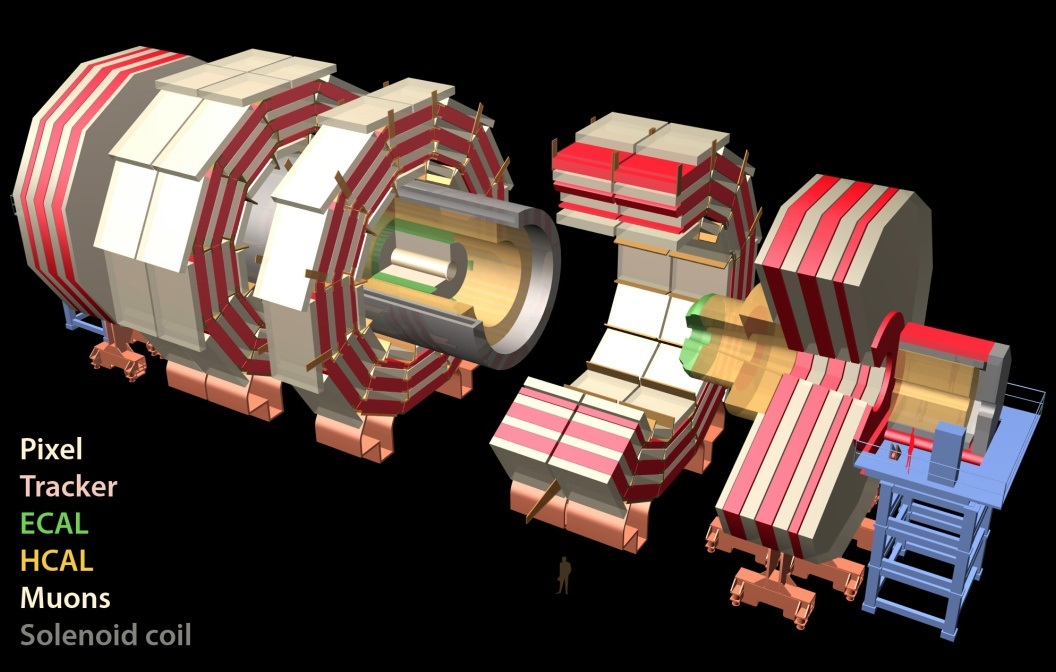 Pixel
Tracker
ECAL
HCAL
Muons
Solenoid coil